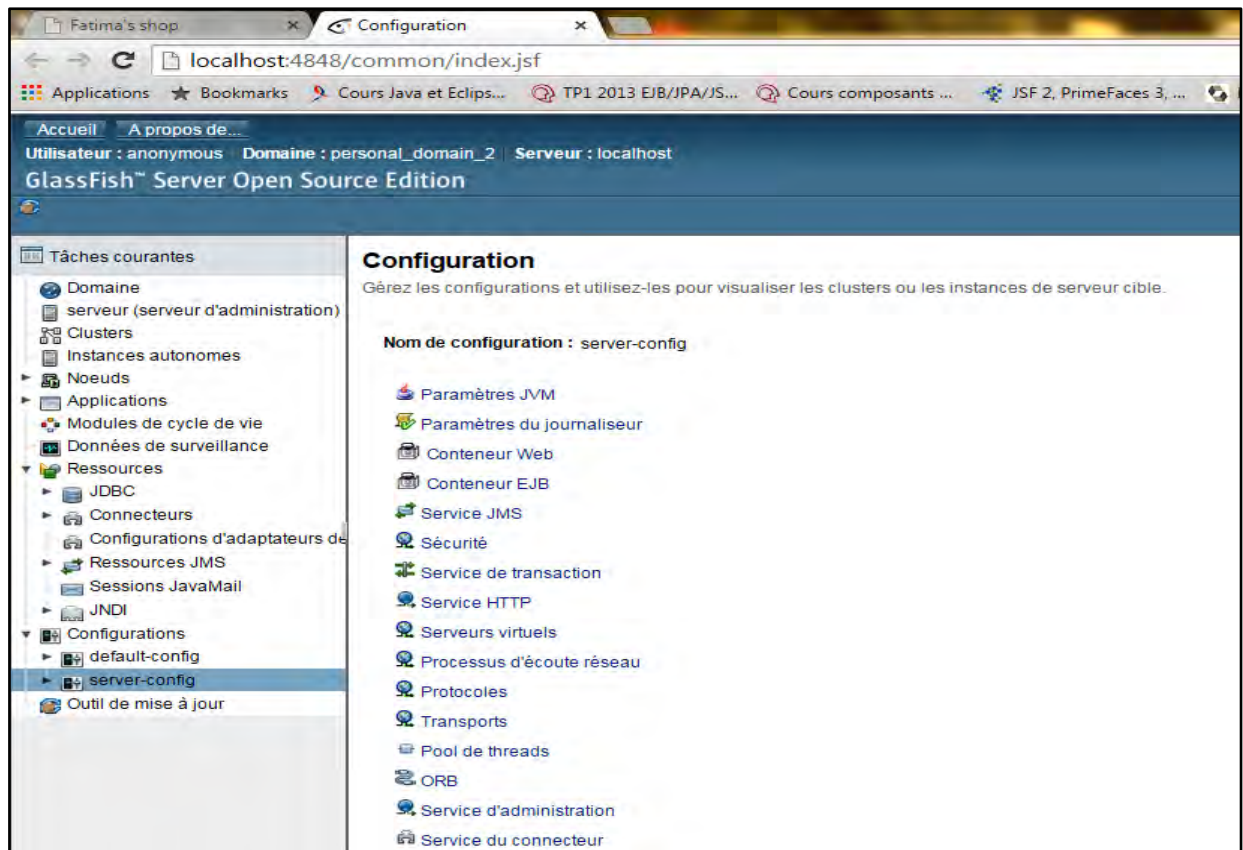 Fatima's shop
Configuration
localhost:4848/common/index.jsf
Applications Bookmarks Cours Java et Eclips... TP1 2013 EJB/JPA/JS... Cours composants ... JSF 2, PrimeFaces 3, ...
Accueil A propos de...
Utilisateur : anonymous Domaine : personal_domain_2 Serveur : localhost
GlassFish™ Server Open Source Edition
Tâches courantes
Domaine
serveur (serveur d'administration)
Clusters
Instances autonomes
Noeuds
Applications
Modules de cycle de vie
Données de surveillance
Ressources
JDBC
Connecteurs
Configurations d'adaptateurs de
Ressources JMS
Sessions JavaMail
JNDI
Configurations
default-config
server-config
Outil de mise à jour
Configuration
Gérez les configurations et utilisez-les pour visualiser les clusters ou les instances de serveur cible.
Nom de configuration : server-config
Paramètres JVM
Paramètres du journaliseur
Conteneur Web
Conteneur EJB
Service JMS
Sécurité
Service de transaction
Service HTTP
Serveurs virtuels
Processus d'écoute réseau
Protocoles
Transports
Pool de threads
ORB
Service d'administration
Service du connecteur